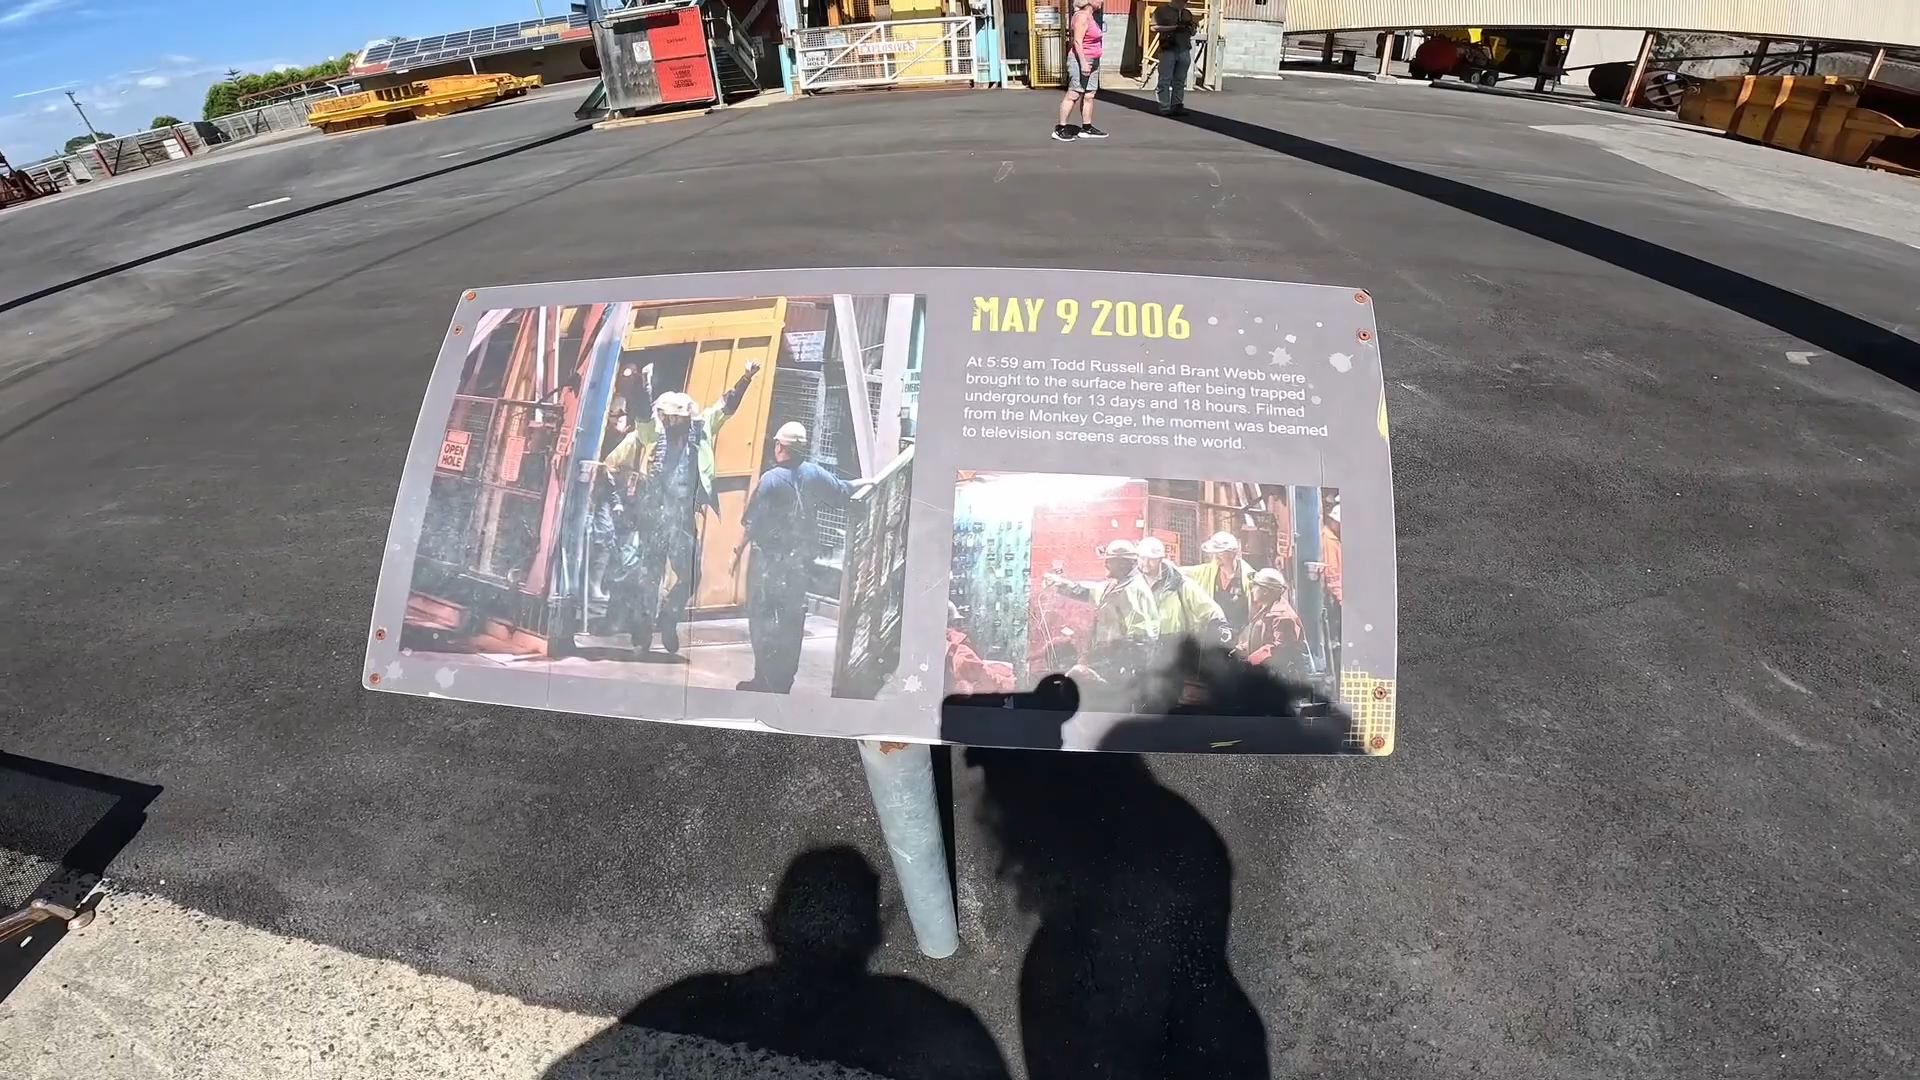 EXPLOSIVES
OPEN
HOLE
MAY 9 2006
At 5:59 am Todd Russell and Brant Webb were
brought to the surface here after being trapped
underground for 13 days and 18 hours. Filmed
from the Monkey Cage, the moment was beamed
to television screens across the world.
OPEN
HOLE